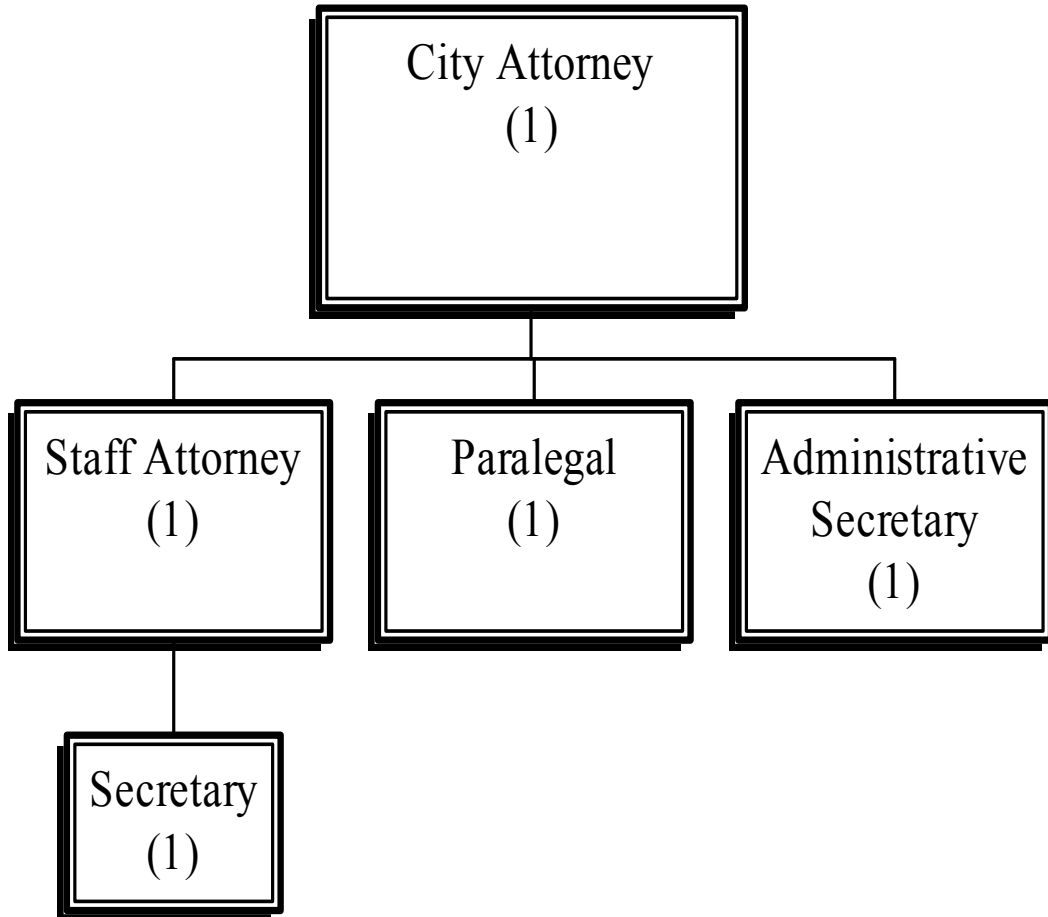 City Attorney
(1)
Staff Attorney
(1)
Paralegal
(1)
Administrative
Secretary
(1)
Secretary
(1)